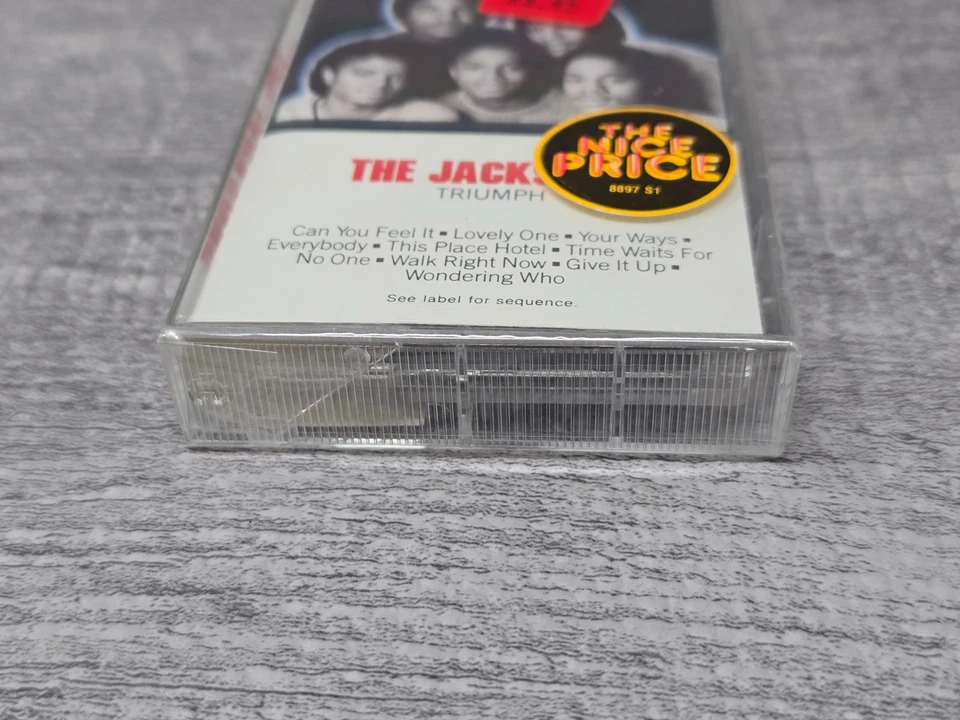 THE
NICE
PRICE
8897 S1
THE JACKS
TRIUMPH
Can You Feel It ▪ Lovely One ▪ Your Ways ▪
Everybody ▪ This Place Hotel ▪ Time Waits For
No One ▪ Walk Right Now ▪ Give It Up ▪
Wondering Who
See label for sequence.